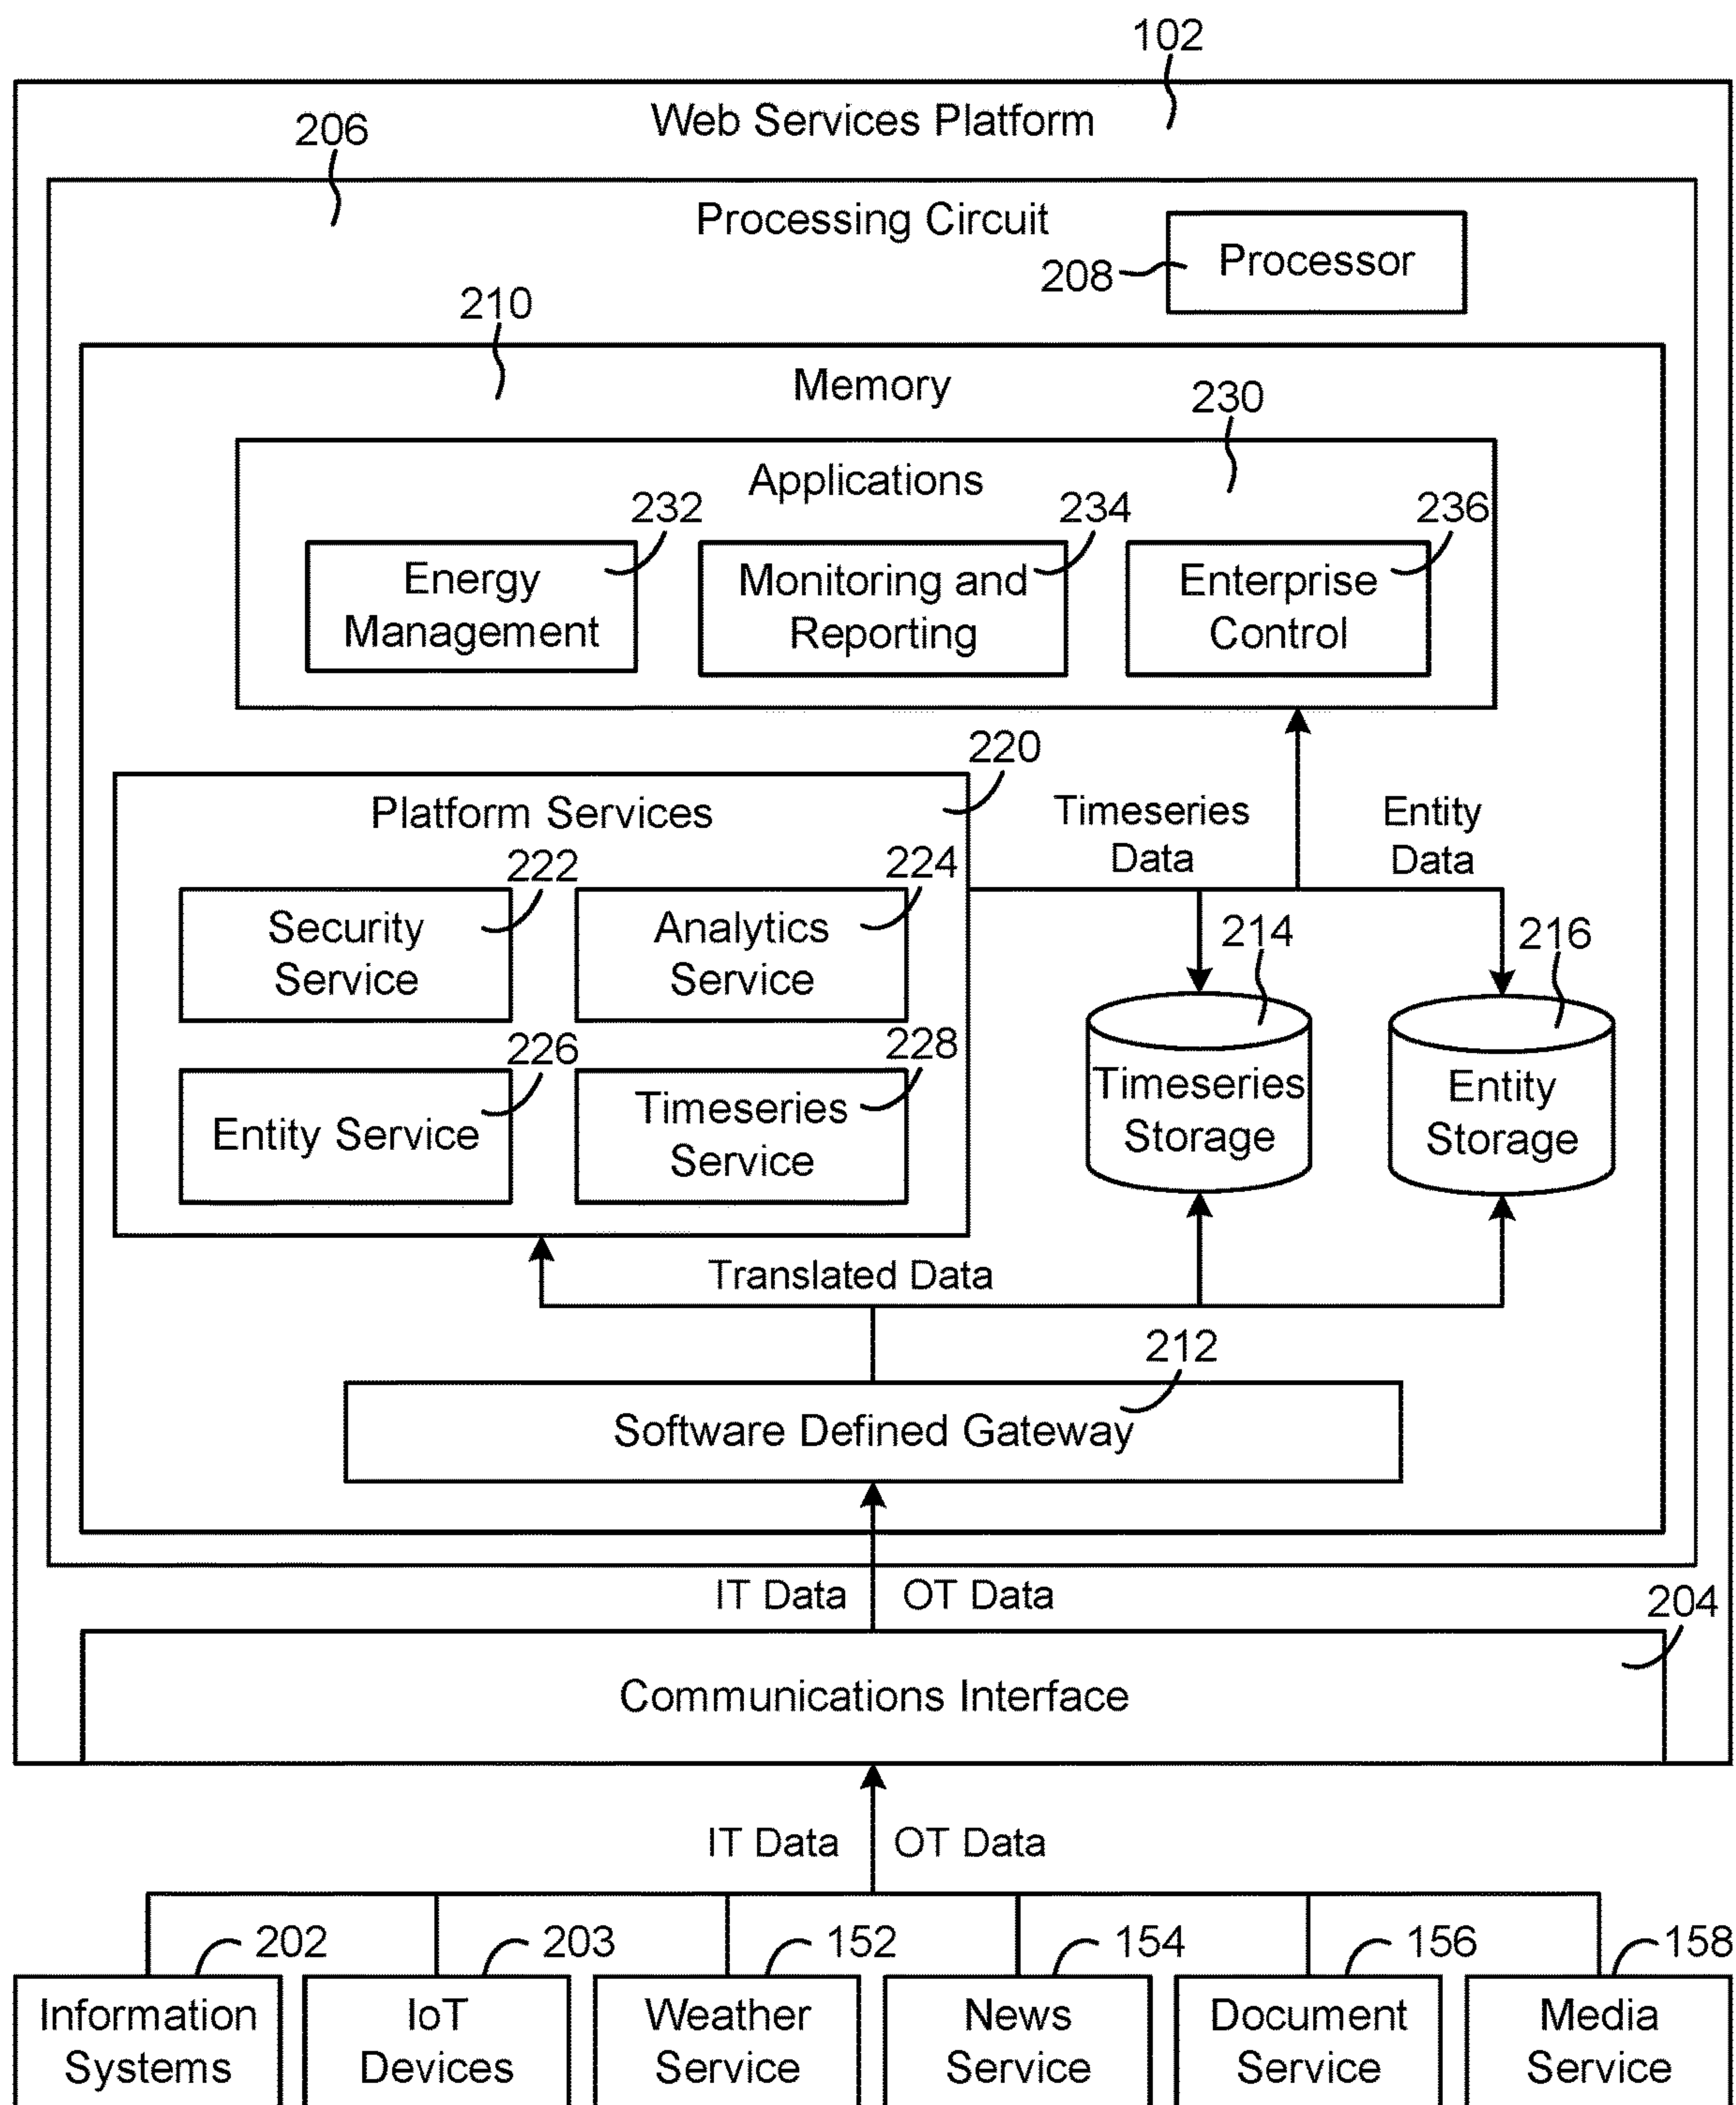 102
Web Services Platform
206
Processing Circuit
208
Processor
210
Memory
230
Applications
232
234
236
Energy
Management
Monitoring and
Reporting
Enterprise
Control
220
Platform Services
Timeseries
Data
Entity
Data
222
224
Security
Service
Analytics
Service
214
216
226
228
Entity Service
Timeseries
Service
Timeseries
Storage
Entity
Storage
Translated Data
212
Software Defined Gateway
IT Data
OT Data
204
Communications Interface
IT Data
OT Data
202
203
152
154
156
158
Information
Systems
IoT
Devices
Weather
Service
News
Service
Document
Service
Media
Service